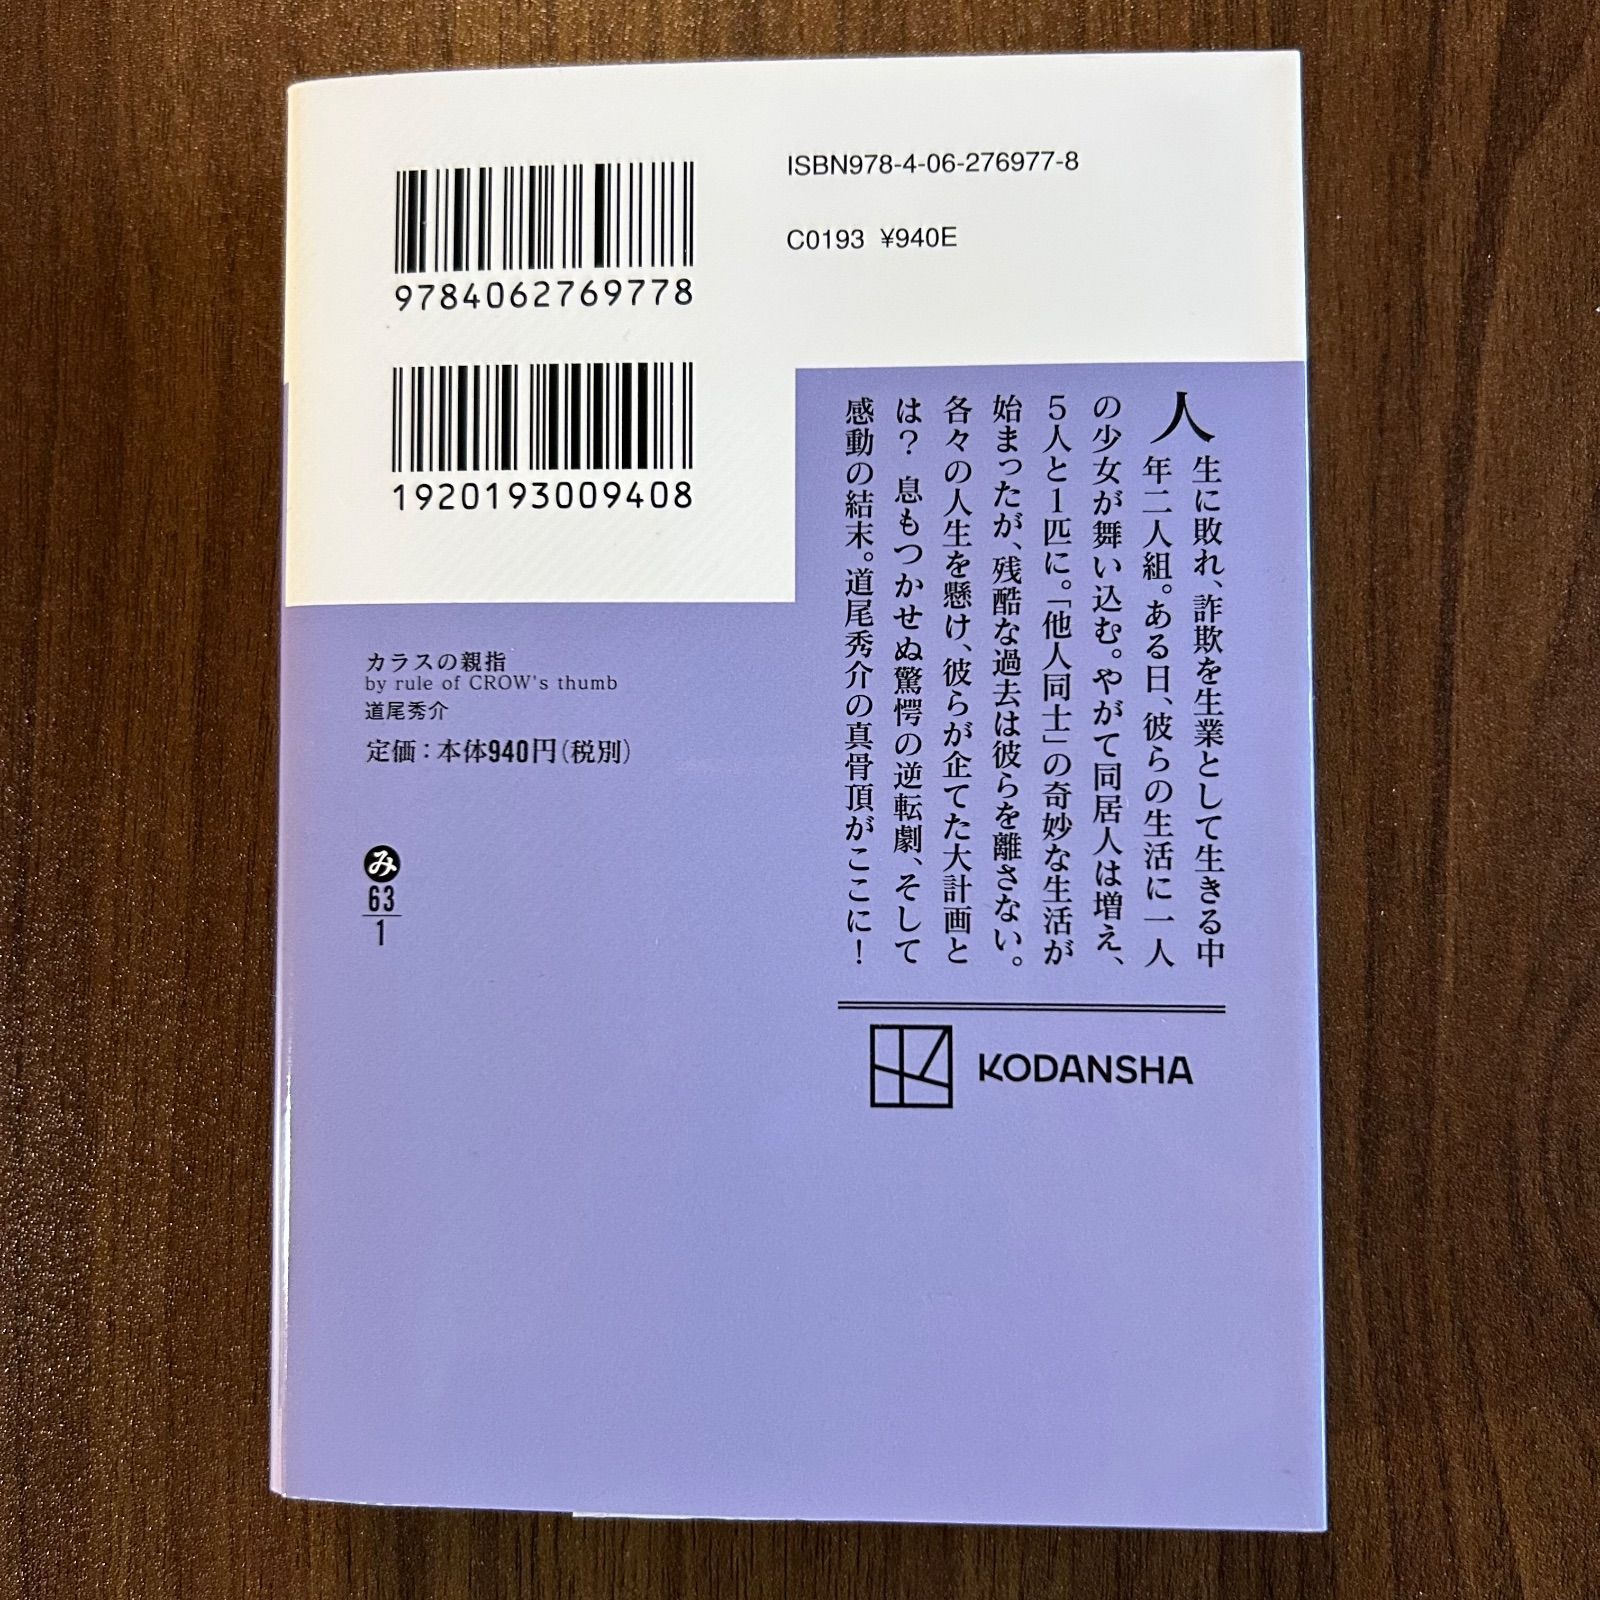 ISBN978-4-06-276977-8
C0193 ¥940E
9784062769778
1920193009408
人生に敗れ、詐欺を生業として生きる中
年二人組。ある日、彼らの生活に一人
の少女が舞い込む。やがて同居人は増え、
5人と1匹に。「他人同士」の奇妙な生活が
始まったが、残酷な過去は彼らを離さない。
各々の人生を懸け、彼らが企てた大計画と
は？ 息もつかせぬ驚愕の逆転劇、そして
感動の結末。道尾秀介の真骨頂がここに！
カラスの親指
by rule of CROW's thumb
道尾秀介
定価：本体940円（税別）
み
63
1
KODANSHA